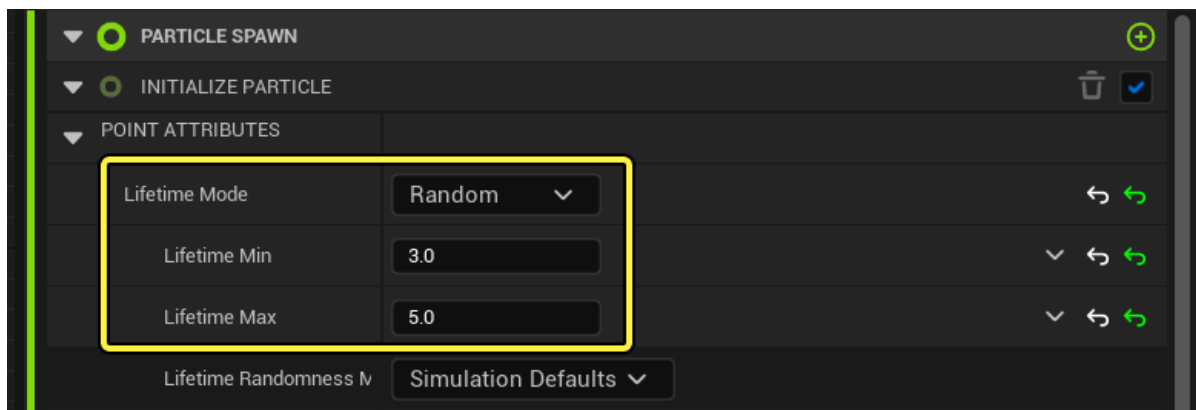 PARTICLE SPAWN
INITIALIZE PARTICLE
POINT ATTRIBUTES
Lifetime Mode Random
Lifetime Min 3.0
Lifetime Max 5.0
Lifetime Randomness M Simulation Defaults